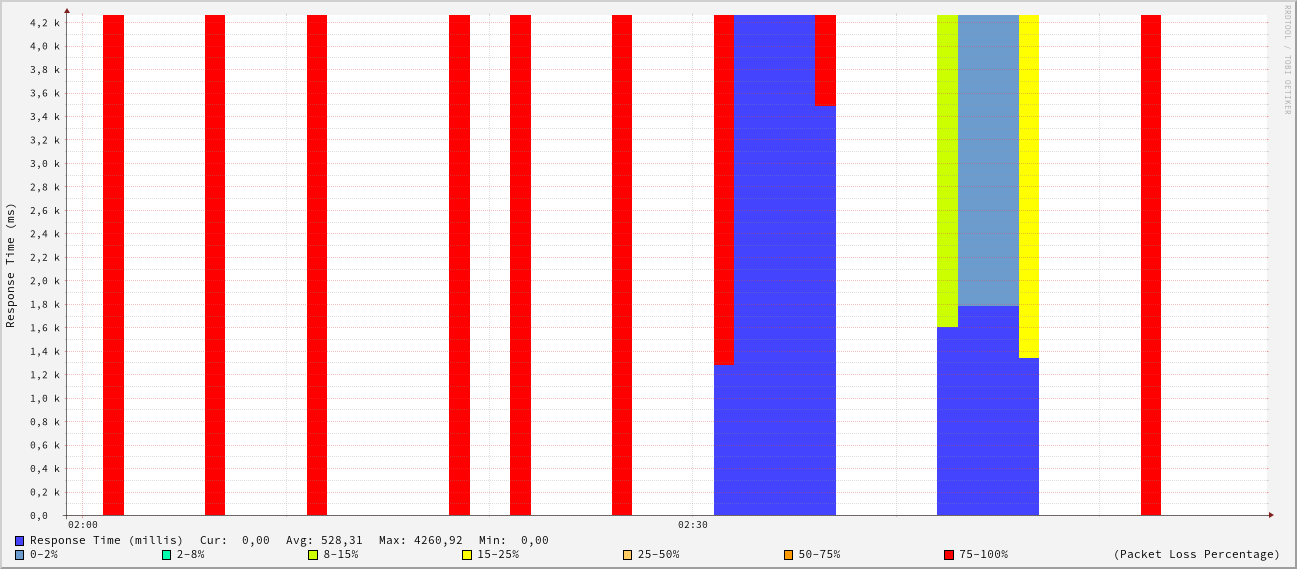 RRDTOOL / TOBI OETIKER
Response Time (ms)
4,2 k
4,0 k
3,8 k
3,6 k
3,4 k
3,2 k
3,0 k
2,8 k
2,6 k
2,4 k
2,2 k
2,0 k
1,8 k
1,6 k
1,4 k
1,2 k
1,0 k
0,8 k
0,6 k
0,4 k
0,2 k
0,0
02:00 02:30
Response Time (millis) Cur: 0,00 Avg: 528,31 Max: 4260,92 Min: 0,00
0-2% 2-8% 8-15% 15-25% 25-50% 50-75% 75-100% (Packet Loss Percentage)